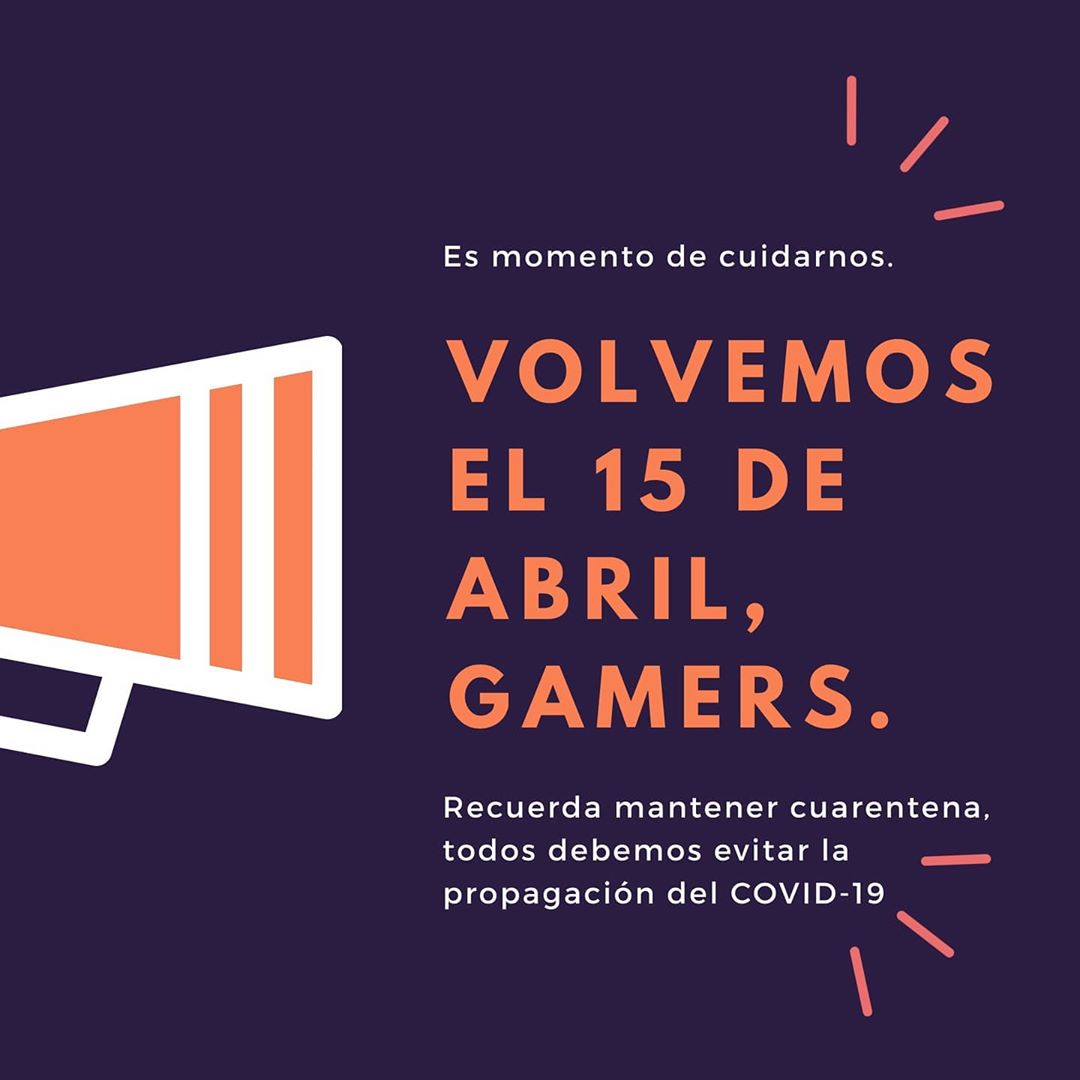 Es momento de cuidarnos.
VOLVEMOS
EL 15 DE
ABRIL,
GAMERS.
Recuerda mantener cuarentena,
todos debemos evitar la
propagación del COVID-19